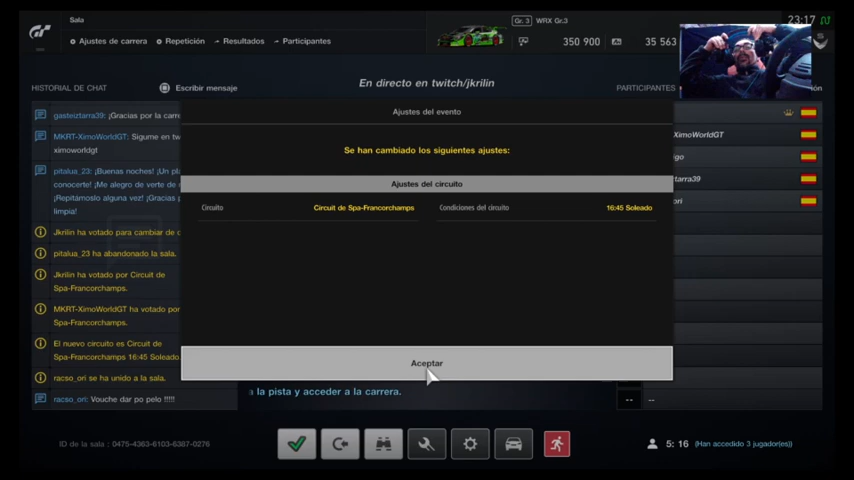 Sala
Gr. 3 WRX Gr.3
23:17
Ajustes de carrera Repetición Resultados Participantes
350 900 35 563
En directo en twitch/jkrilin
HISTORIAL DE CHAT Escribir mensaje
PARTICIPANTES
gasteiztarra39: ¡Gracias por la carr
MKRT-XimoWorldGT: Sigume en tw
ximoworldgt
pitalua_23: ¡Buenas noches! ¡Un pl
conocerte! ¡Me alegro de verte de
¡Repitámoslo alguna vez! ¡Gracias p
limpia!
Jkrilin ha votado para cambiar de c
pitalua_23 ha abandonado la sala.
Jkrilin ha votado por Circuit de
Spa-Francorchamps.
MKRT-XimoWorldGT ha votado por
Spa-Francorchamps.
El nuevo circuito es Circuit de
Spa-Francorchamps 16:45 Soleado
racso_ori se ha unido a la sala.
racso_ori: Vouche dar po pelo !!!!!
Ajustes del evento
Se han cambiado los siguientes ajustes:
Ajustes del circuito
Circuito Circuit de Spa-Francorchamps Condiciones del circuito 16:45 Soleado
Aceptar
XimoWorldGT
igo
tarra39
ori
a la pista y acceder a la carrera.
-- --
ID de la sala : 0475-4363-6103-6387-0276
5: 16 (Han accedido 3 jugador(es))